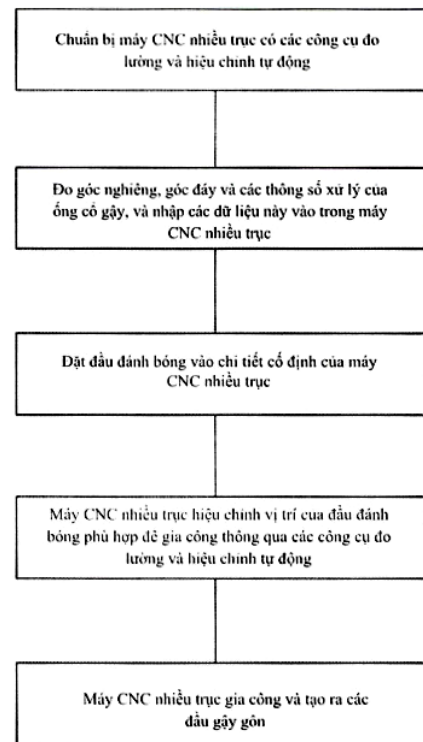 Chuẩn bị máy CNC nhiều trục có các công cụ đo
lường và hiệu chỉnh tự động
Đo góc nghiêng, góc đáy và các thông số xử lý của
ống cổ gậy, và nhập các dữ liệu này vào trong máy
CNC nhiều trục
Đặt đầu đánh bóng vào chi tiết cố định của máy
CNC nhiều trục
Máy CNC nhiều trục hiệu chỉnh vị trí của đầu đánh
bóng phù hợp để gia công thông qua các công cụ đo
lường và hiệu chỉnh tự động
Máy CNC nhiều trục gia công và tạo ra các
đầu gậy gôn